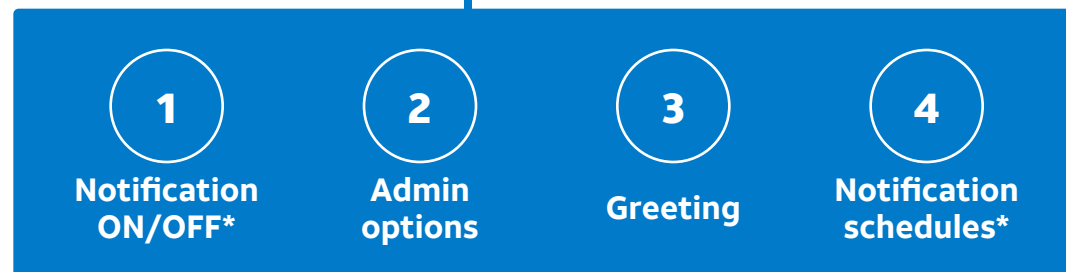 1
Notification
ON/OFF*
2
Admin
options
3
Greeting
4
Notification
schedules*